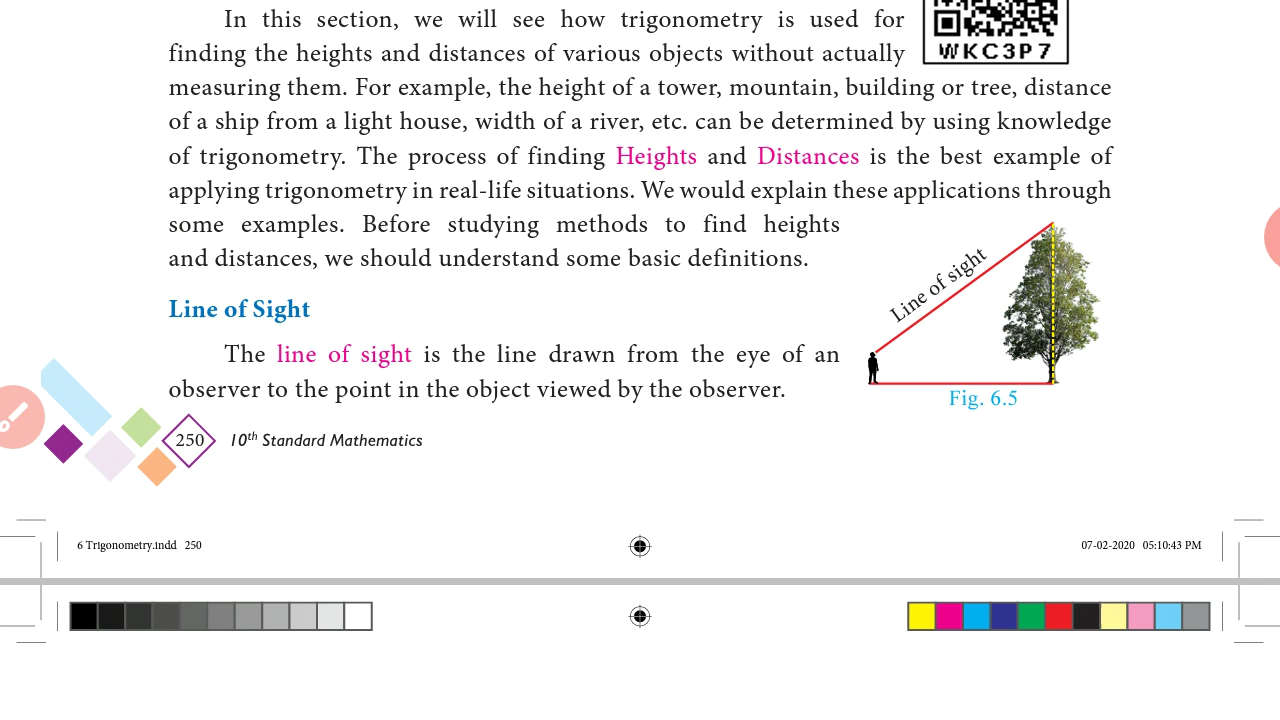 In this section, we will see how trigonometry is used for
finding the heights and distances of various objects without actually
WKC3P7
measuring them. For example, the height of a tower, mountain, building or tree, distance
of a ship from a light house, width of a river, etc. can be determined by using knowledge
of trigonometry. The process of finding Heights and Distances is the best example of
applying trigonometry in real-life situations. We would explain these applications through
some examples. Before studying methods to find heights
and distances, we should understand some basic definitions.
Line of Sight
The line of sight is the line drawn from the eye of an
observer to the point in the object viewed by the observer.
Line of sight
Fig. 6.5
250 10th Standard Mathematics
6 Trigonometry.indd 250
07-02-2020 05:10:43 PM